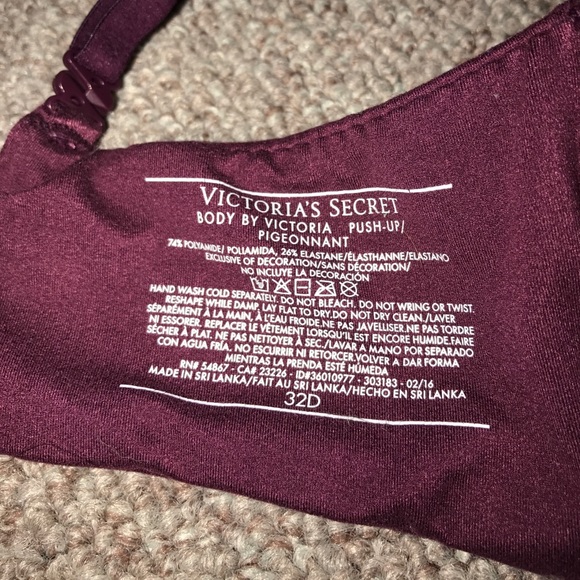 VICTORIA'S SECRET
BODY BY VICTORIA PUSH-UP/
PIGEONNANT
74% POLYAMIDE/ POLIAMIDA, 26% ELASTANE/ÉLASTHANNE/ELASTANO
EXCLUSIVE OF DECORATION/SANS DÉCORATION/
NO INCLUYE LA DECORACIÓN
HAND WASH COLD SEPARATELY. DO NOT BLEACH. DO NOT WRING OR TWIST.
RESHAPE WHILE DAMP. LAY FLAT TO DRY.DO NOT DRY CLEAN./LAVER
SÉPARÉMENT À LA MAIN, À L'EAU FROIDE.NE PAS JAVELLISER.NE PAS TORDRE
NI ESSORER. REPLACER LE VÊTEMENT LORSQU'IL EST ENCORE HUMIDE.FAIRE
SÉCHER À PLAT. NE PAS NETTOYER À SEC./LAVAR A MANO POR SEPARADO
CON AGUA FRÍA. NO ESCURRIR NI RETORCER.VOLVER A DAR FORMA
MIENTRAS LA PRENDA ESTÉ HÚMEDA
RN# 54867 - CA# 23226 - ID#36010977 - 303183 - 02/16
MADE IN SRI LANKA/FAIT AU SRI LANKA/HECHO EN SRI LANKA
32D